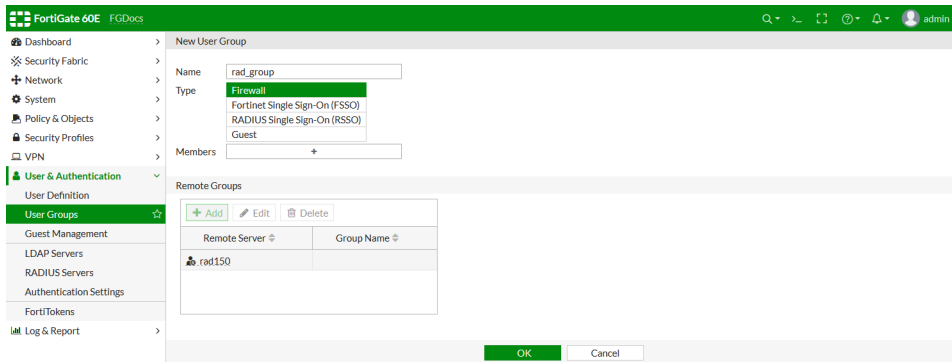 FortiGate 60E FGDocs admin
Dashboard
Security Fabric
Network
System
Policy & Objects
Security Profiles
VPN
User & Authentication
User Definition
User Groups
Guest Management
LDAP Servers
RADIUS Servers
Authentication Settings
FortiTokens
Log & Report
New User Group
Name rad_group
Type Firewall
Fortinet Single Sign-On (FSSO)
RADIUS Single Sign-On (RSSO)
Guest
Members +
Remote Groups
+ Add Edit Delete
Remote Server Group Name
rad150
OK Cancel